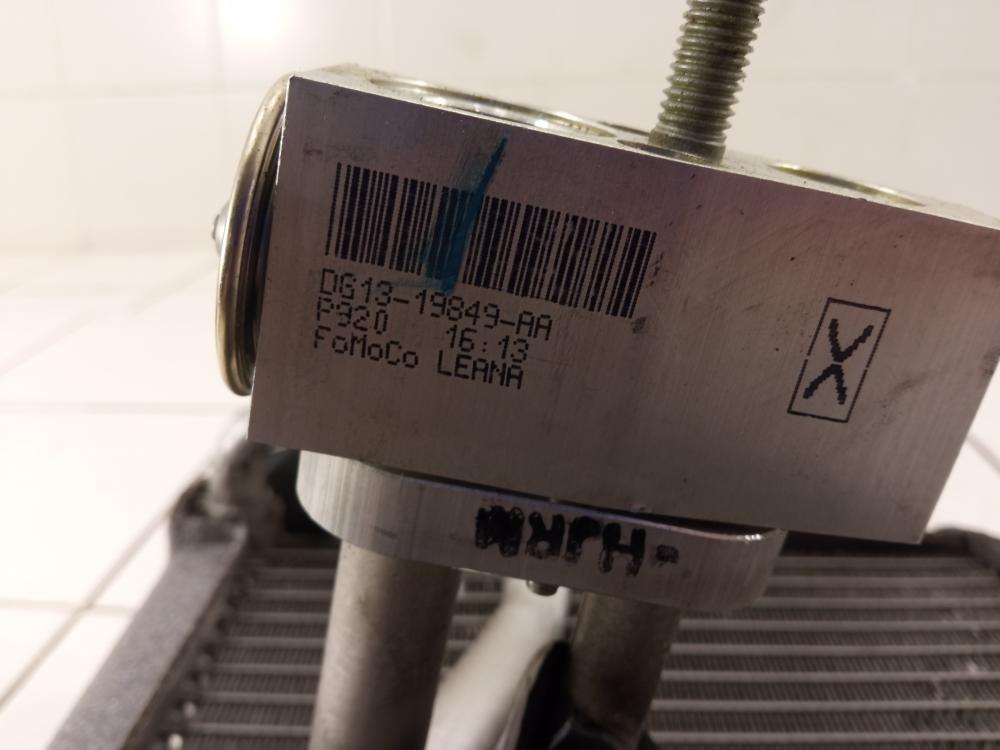 DG13-19849-AA
P920 16:13
FoMoCo LEANA
X